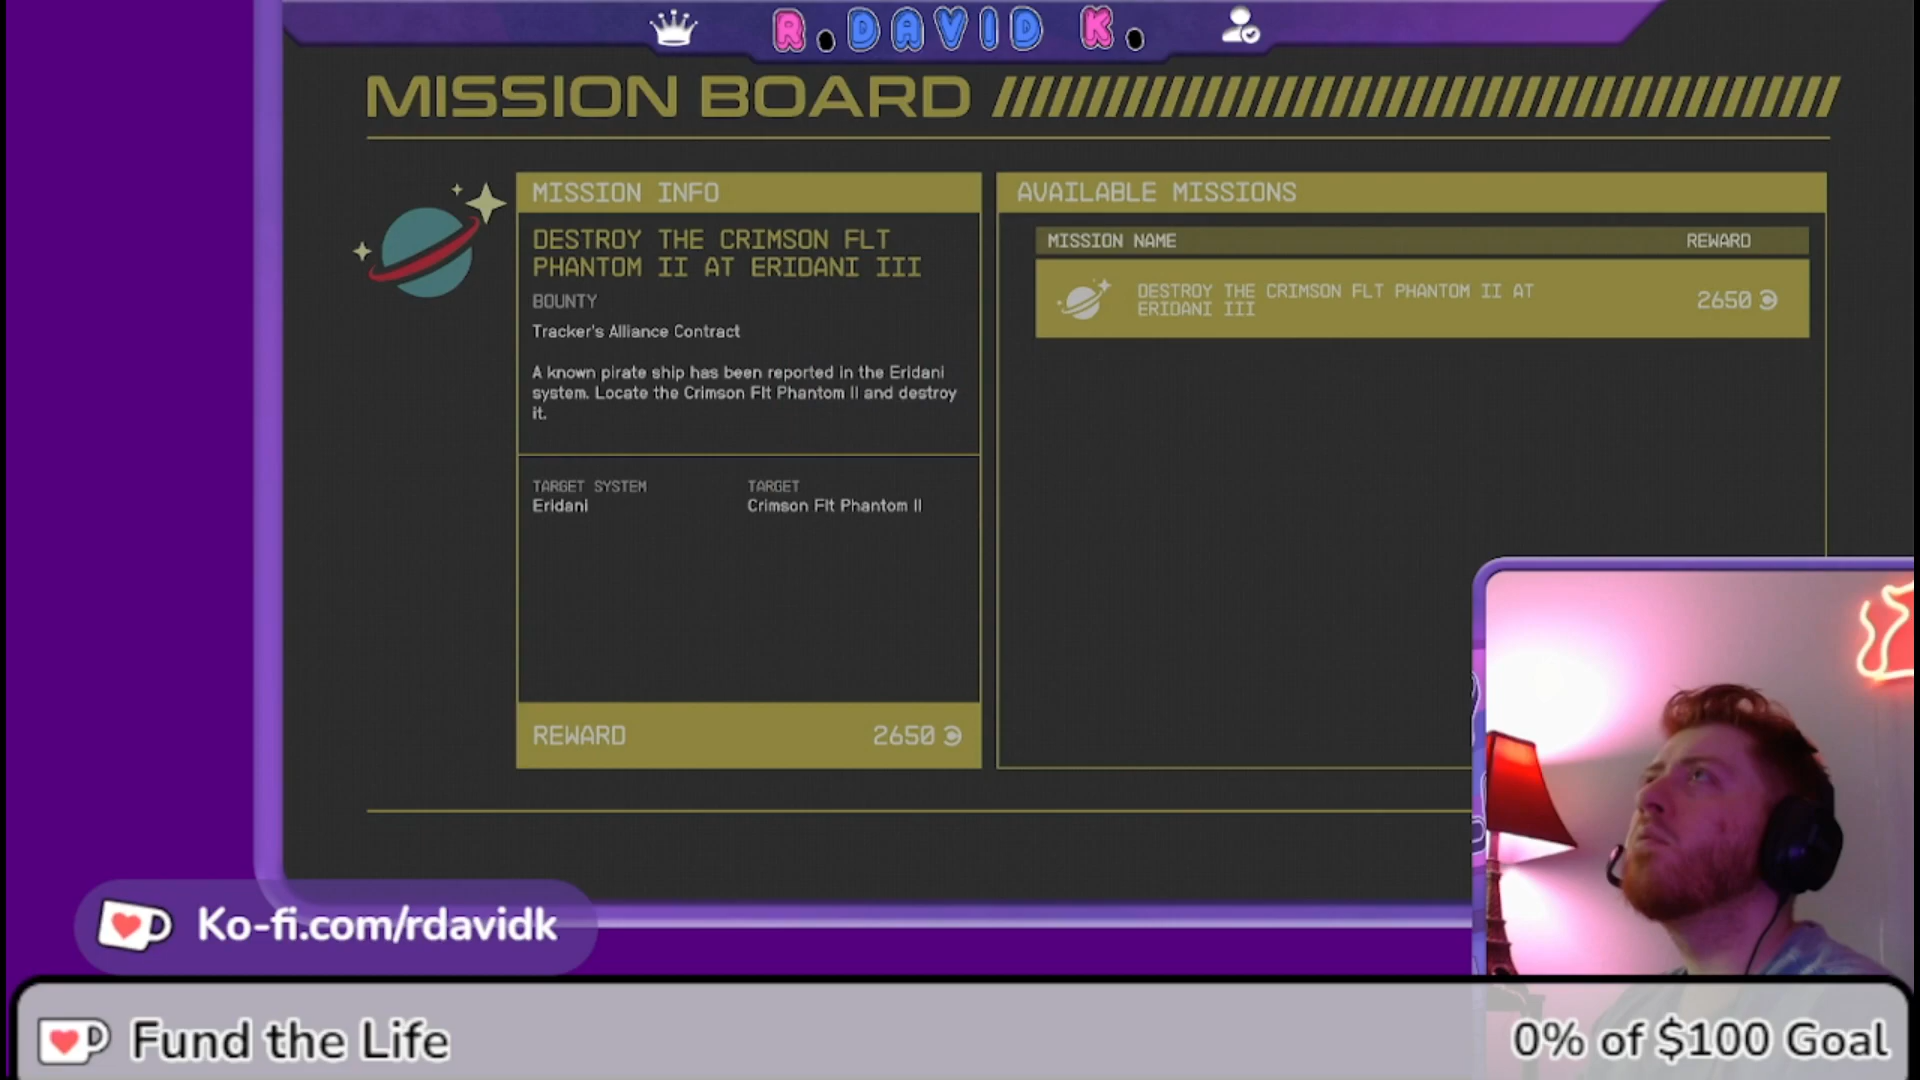 R.DAVID K.
MISSION BOARD
MISSION INFO
DESTROY THE CRIMSON FLT
PHANTOM II AT ERIDANI III
BOUNTY
Tracker's Alliance Contract
A known pirate ship has been reported in the Eridani
system. Locate the Crimson Flt Phantom II and destroy
it.
TARGET SYSTEM
Eridani
TARGET
Crimson Flt Phantom II
REWARD 2650
AVAILABLE MISSIONS
MISSION NAME REWARD
DESTROY THE CRIMSON FLT PHANTOM II AT
ERIDANI III
2650
Ko-fi.com/rdavidk
Fund the Life 0% of $100 Goal